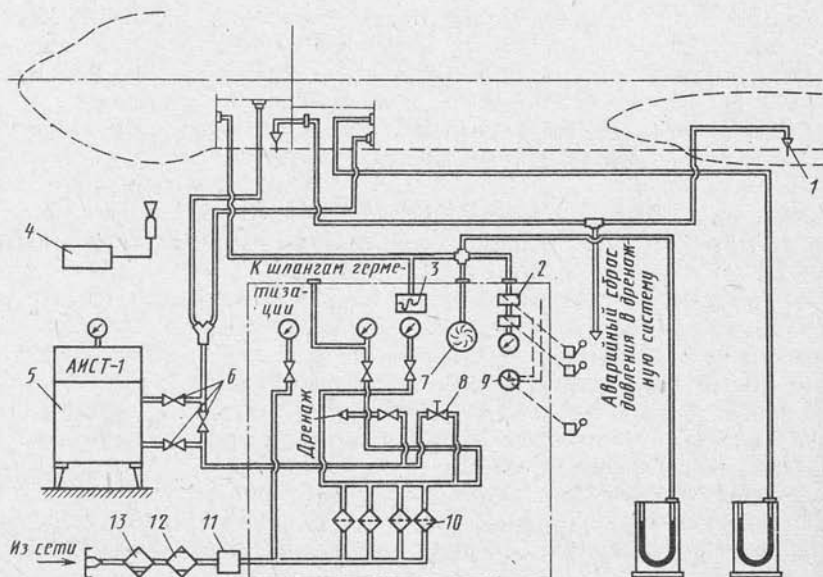 1
4
К шлангам герме-
тиза-
ции
3
2
Аварийный сброс
давления в дренаж-
ную систему
АИСТ-1
5
6
7
8
9
Дренаж
10
11
12
13
Из сети